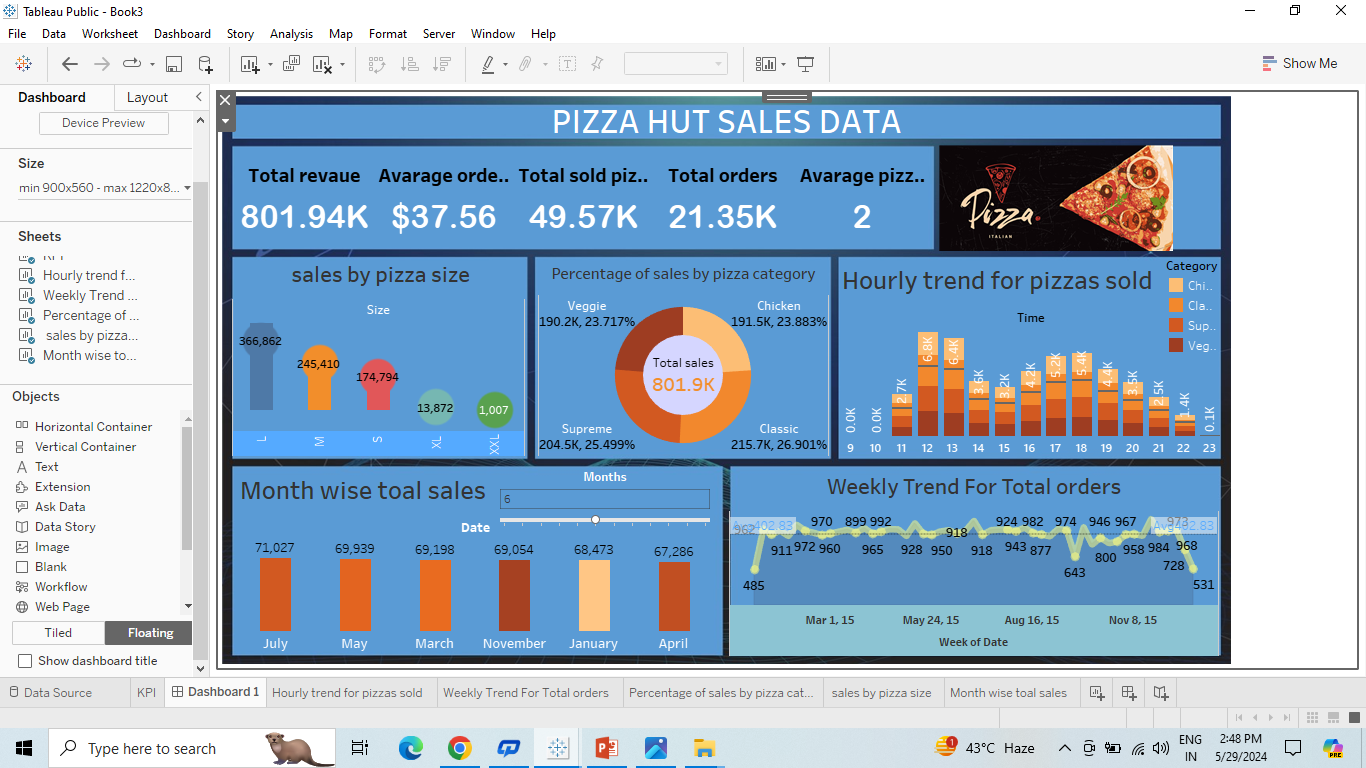 Tableau Public - Book3
File Data Worksheet Dashboard Story Analysis Map Format Server Window Help
Show Me
Dashboard Layout
Device Preview
Size
min 900x560 - max 1220x8...
Sheets
Hourly trend f...
Weekly Trend ...
Percentage of ...
sales by pizza...
Month wise to...
Objects
Horizontal Container
Vertical Container
Text
Extension
Ask Data
Data Story
Image
Blank
Workflow
Web Page
Tiled Floating
Show dashboard title
PIZZA HUT SALES DATA
Total revaue Avarage orde.. Total sold piz.. Total orders Avarage pizz..
801.94K $37.56 49.57K 21.35K 2
Pizza
ITALIAN
sales by pizza size
Size
366,862
245,410
174,794
13,872
1,007
L M S XL XXL
Percentage of sales by pizza category
Veggie
190.2K, 23.717%
Chicken
191.5K, 23.883%
Total sales
801.9K
Supreme
204.5K, 25.499%
Classic
215.7K, 26.901%
Hourly trend for pizzas sold
Category
Chi..
Cla..
Sup..
Veg..
Time
0.0K 0.0K 2.7K 6.8K 6.4K 3.6K 3.2K 4.2K 5.2K 5.4K 4.4K 3.5K 2.5K 1.4K 0.1K
9 10 11 12 13 14 15 16 17 18 19 20 21 22 23
Month wise toal sales
Months
6
Date
71,027 69,939 69,198 69,054 68,473 67,286
July May March November January April
Weekly Trend For Total orders
962 970 899 992 918 924 982 974 946 967 973
911 972 960 965 928 950 918 943 877 643 800 958 984 728 968
485 531
Mar 1, 15 May 24, 15 Aug 16, 15 Nov 8, 15
Week of Date
Data Source KPI Dashboard 1 Hourly trend for pizzas sold Weekly Trend For Total orders Percentage of sales by pizza cat... sales by pizza size Month wise toal sales
Type here to search
43°C Haze
ENG
IN
2:48 PM
5/29/2024
PRE